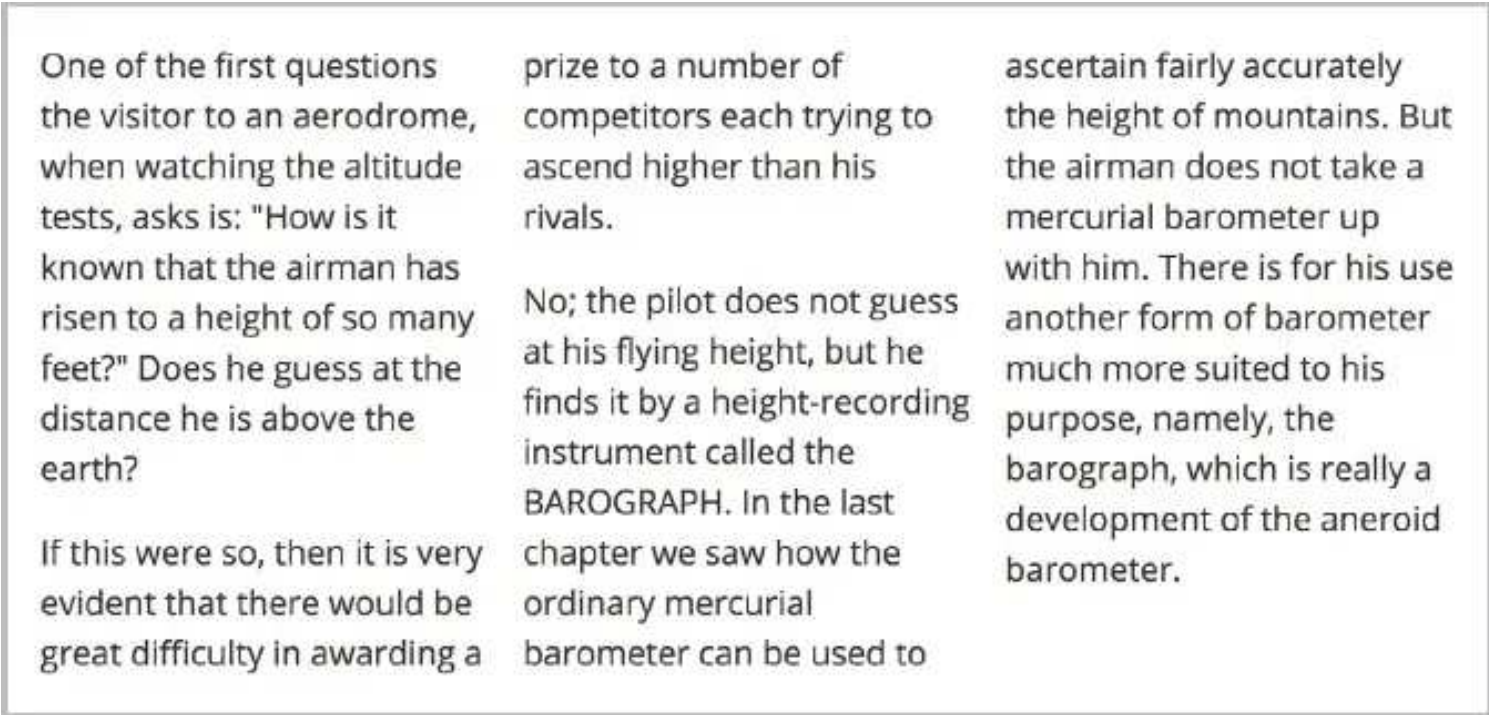 One of the first questions
the visitor to an aerodrome,
when watching the altitude
tests, asks is: "How is it
known that the airman has
risen to a height of so many
feet?" Does he guess at the
distance he is above the
earth?
If this were so, then it is very
evident that there would be
great difficulty in awarding a
prize to a number of
competitors each trying to
ascend higher than his
rivals.
No; the pilot does not guess
at his flying height, but he
finds it by a height-recording
instrument called the
BAROGRAPH. In the last
chapter we saw how the
ordinary mercurial
barometer can be used to
ascertain fairly accurately
the height of mountains. But
the airman does not take a
mercurial barometer up
with him. There is for his use
another form of barometer
much more suited to his
purpose, namely, the
barograph, which is really a
development of the aneroid
barometer.